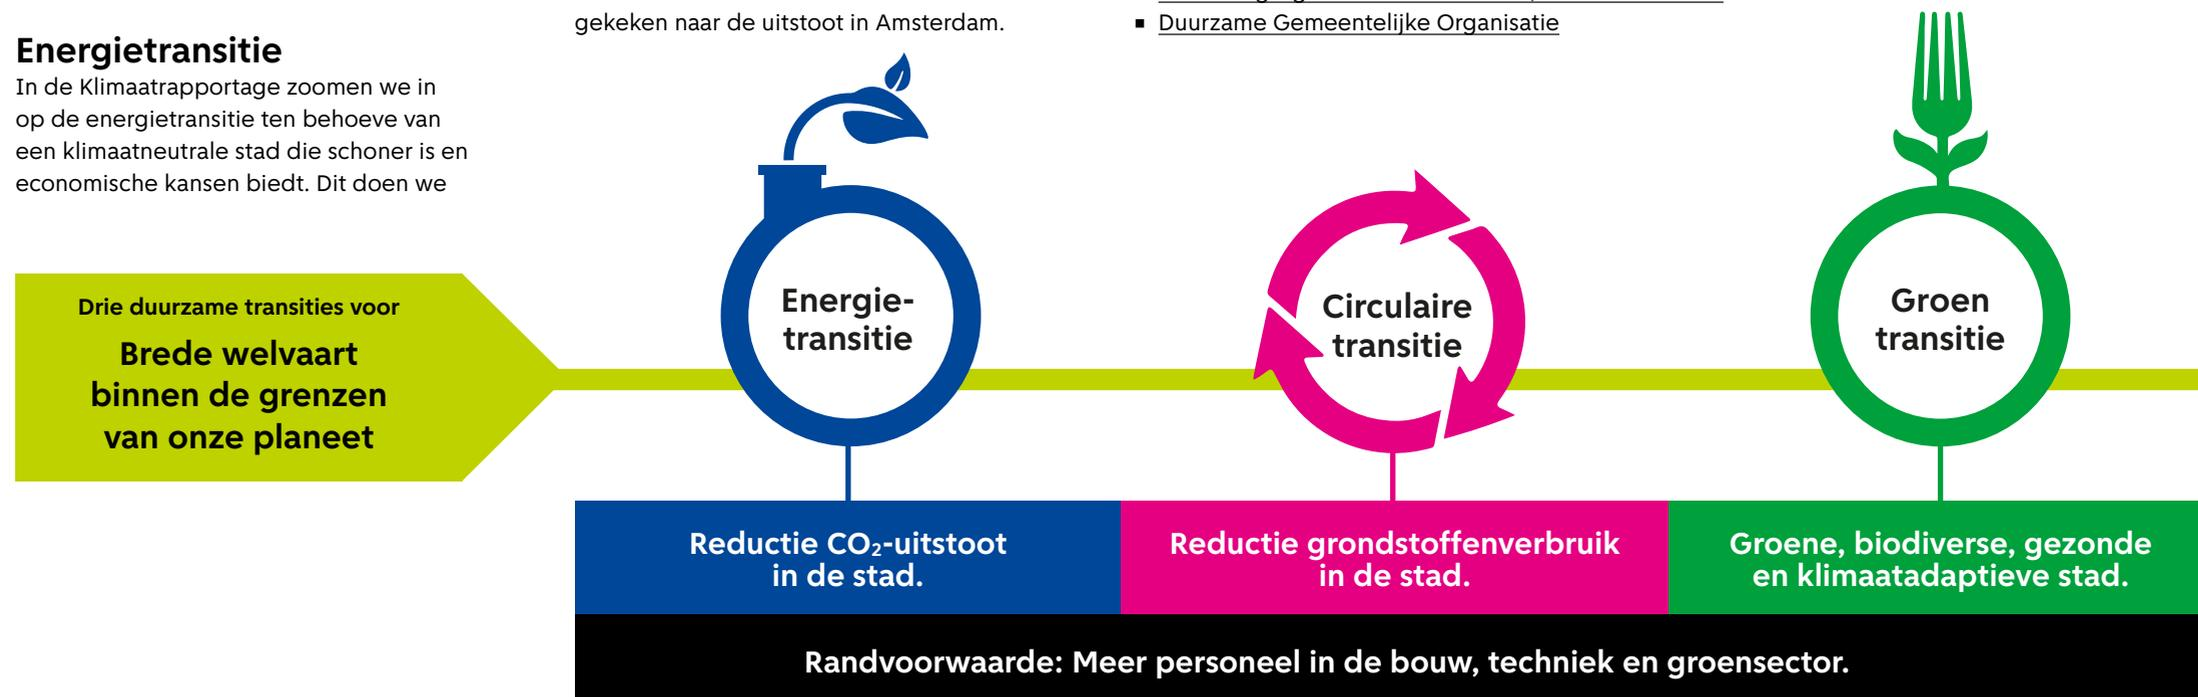 Energietransitie
In de Klimaatrapportage zoomen we in
op de energietransitie ten behoeve van
een klimaatneutrale stad die schoner is en
economische kansen biedt. Dit doen we
gekeken naar de uitstoot in Amsterdam.
▪ Duurzame Gemeentelijke Organisatie
Drie duurzame transities voor
Brede welvaart
binnen de grenzen
van onze planeet
Energie-
transitie
Circulaire
transitie
Groen
transitie
Reductie CO₂-uitstoot
in de stad.
Reductie grondstoffenverbruik
in de stad.
Groene, biodiverse, gezonde
en klimaatadaptieve stad.
Randvoorwaarde: Meer personeel in de bouw, techniek en groensector.